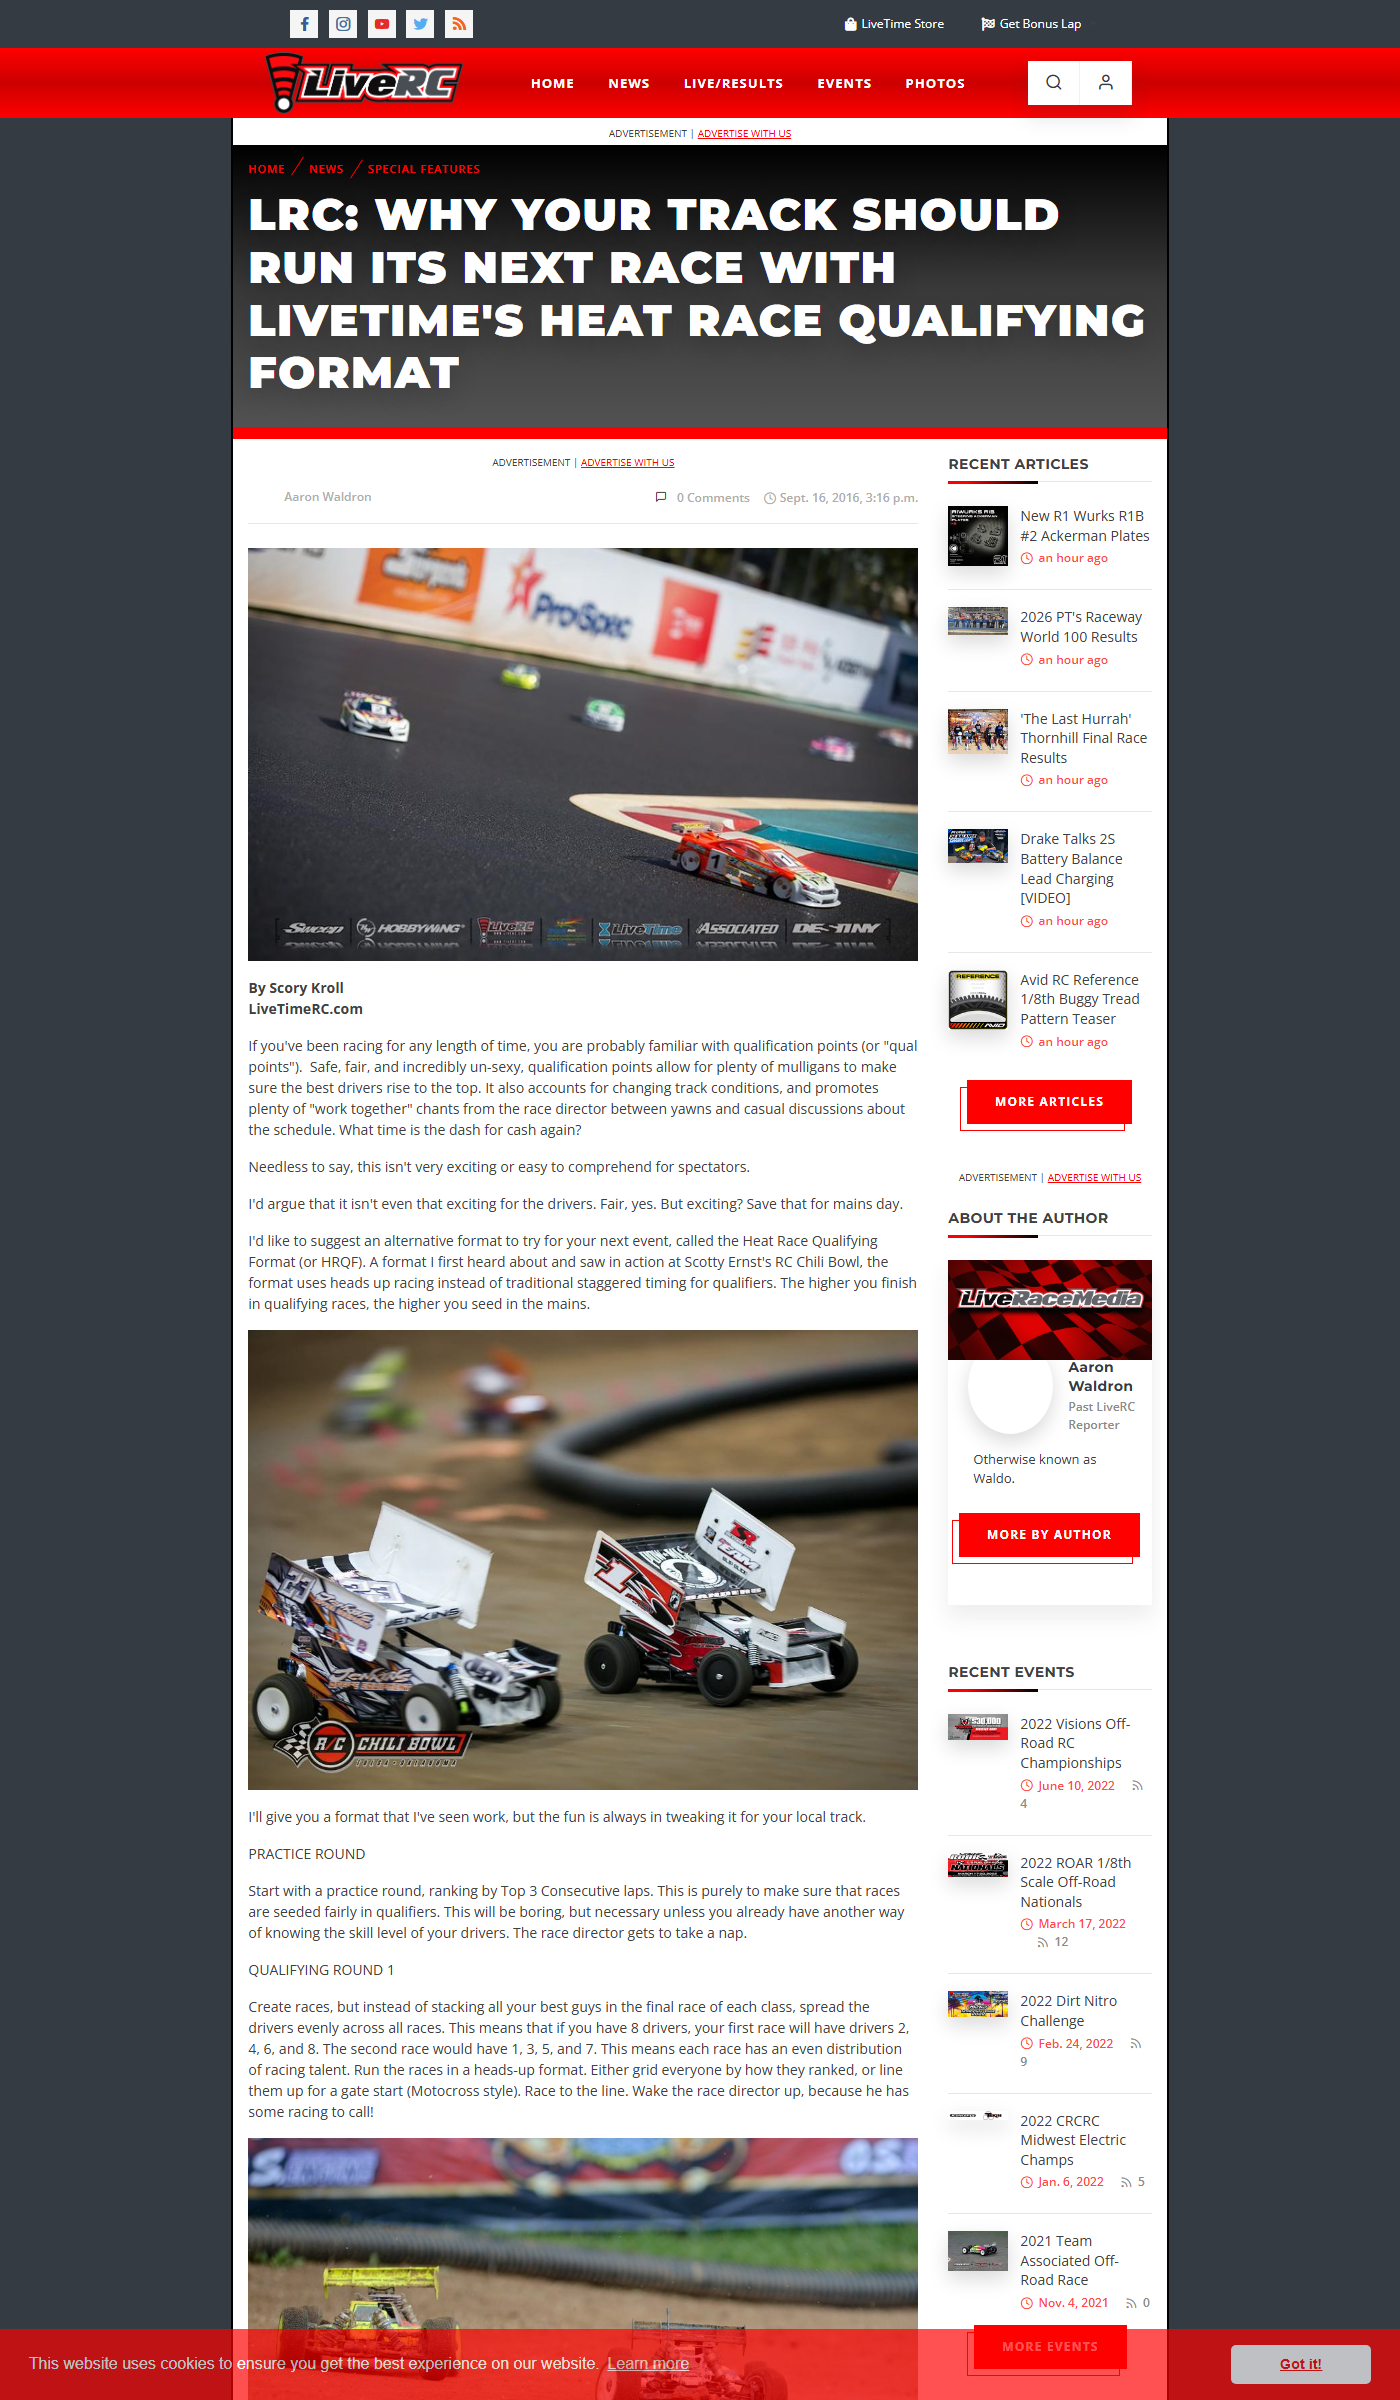 LiveTime Store
Get Bonus Lap
LiveRC
HOME
NEWS
LIVE/RESULTS
EVENTS
PHOTOS
ADVERTISEMENT | ADVERTISE WITH US
HOME / NEWS / SPECIAL FEATURES
LRC: WHY YOUR TRACK SHOULD
RUN ITS NEXT RACE WITH
LIVETIME'S HEAT RACE QUALIFYING
FORMAT
ADVERTISEMENT | ADVERTISE WITH US
Aaron Waldron
0 Comments
Sept. 16, 2016, 3:16 p.m.
ProSpec
Sweep
HOBBYWING
LiveRC
LiveTime
ASSOCIATED
DESTINY
By Scory Kroll
LiveTimeRC.com
If you've been racing for any length of time, you are probably familiar with qualification points (or "qual
points").  Safe, fair, and incredibly un-sexy, qualification points allow for plenty of mulligans to make
sure the best drivers rise to the top. It also accounts for changing track conditions, and promotes
plenty of "work together" chants from the race director between yawns and casual discussions about
the schedule. What time is the dash for cash again?
Needless to say, this isn't very exciting or easy to comprehend for spectators.
I'd argue that it isn't even that exciting for the drivers. Fair, yes. But exciting? Save that for mains day.
I'd like to suggest an alternative format to try for your next event, called the Heat Race Qualifying
Format (or HRQF). A format I first heard about and saw in action at Scotty Ernst's RC Chili Bowl, the
format uses heads up racing instead of traditional staggered timing for qualifiers. The higher you finish
in qualifying races, the higher you seed in the mains.
R/C CHILI BOWL
I'll give you a format that I've seen work, but the fun is always in tweaking it for your local track.
PRACTICE ROUND
Start with a practice round, ranking by Top 3 Consecutive laps. This is purely to make sure that races
are seeded fairly in qualifiers. This will be boring, but necessary unless you already have another way
of knowing the skill level of your drivers. The race director gets to take a nap.
QUALIFYING ROUND 1
Create races, but instead of stacking all your best guys in the final race of each class, spread the
drivers evenly across all races. This means that if you have 8 drivers, your first race will have drivers 2,
4, 6, and 8. The second race would have 1, 3, 5, and 7. This means each race has an even distribution
of racing talent. Run the races in a heads-up format. Either grid everyone by how they ranked, or line
them up for a gate start (Motocross style). Race to the line. Wake the race director up, because he has
some racing to call!
RECENT ARTICLES
New R1 Wurks R1B
#2 Ackerman Plates
an hour ago
2026 PT's Raceway
World 100 Results
an hour ago
'The Last Hurrah'
Thornhill Final Race
Results
an hour ago
Drake Talks 2S
Battery Balance
Lead Charging
[VIDEO]
an hour ago
REFERENCE
AVID
Avid RC Reference
1/8th Buggy Tread
Pattern Teaser
an hour ago
MORE ARTICLES
ADVERTISEMENT | ADVERTISE WITH US
ABOUT THE AUTHOR
LiveRaceMedia
Aaron
Waldron
Past LiveRC
Reporter
Otherwise known as
Waldo.
MORE BY AUTHOR
RECENT EVENTS
2022 Visions Off-
Road RC
Championships
June 10, 2022
4
2022 ROAR 1/8th
Scale Off-Road
Nationals
March 17, 2022
12
2022 Dirt Nitro
Challenge
Feb. 24, 2022
9
2022 CRCRC
Midwest Electric
Champs
Jan. 6, 2022
5
2021 Team
Associated Off-
Road Race
Nov. 4, 2021
0
MORE EVENTS
This website uses cookies to ensure you get the best experience on our website. Learn more
Got it!